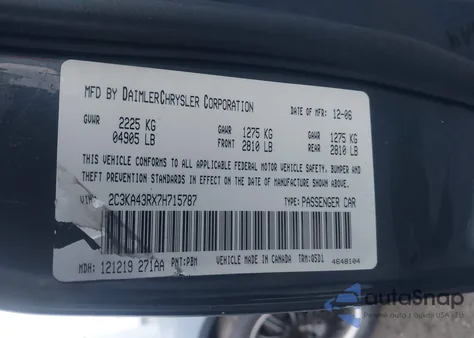 MFD BY DAIMLERCHRYSLER CORPORATION
DATE OF MFR: 12-06
GVWR 2225 KG
04905 LB
GAWR FRONT 1275 KG
2810 LB
GAWR REAR 1275 KG
2810 LB
THIS VEHICLE CONFORMS TO ALL APPLICABLE FEDERAL MOTOR VEHICLE SAFETY, BUMPER AND
THEFT PREVENTION STANDARDS IN EFFECT ON THE DATE OF MANUFACTURE SHOWN ABOVE.
VIN: 2C3KA43RX7H715787 TYPE: PASSENGER CAR
MDH: 121219 271AA PNT: PBM VEHICLE MADE IN CANADA TRM: QSD1 4648104
autoSnap